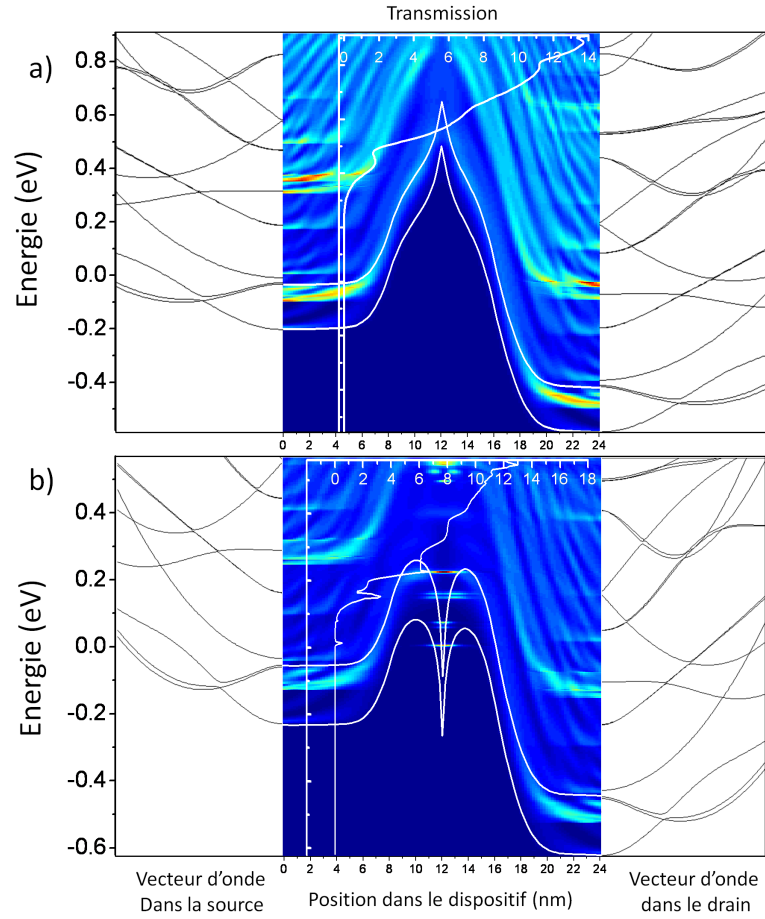 Transmission
a)
0 2 4 6 8 10 12 14
Energie (eV)
0.8
0.6
0.4
0.2
0.0
-0.2
-0.4
0 2 4 6 8 10 12 14 16 18 20 22 24
b)
0 2 4 6 8 10 12 14 16 18
Energie (eV)
0.4
0.2
0.0
-0.2
-0.4
-0.6
0 2 4 6 8 10 12 14 16 18 20 22 24
Vecteur d'onde
Dans la source
Position dans le dispositif (nm)
Vecteur d'onde
dans le drain